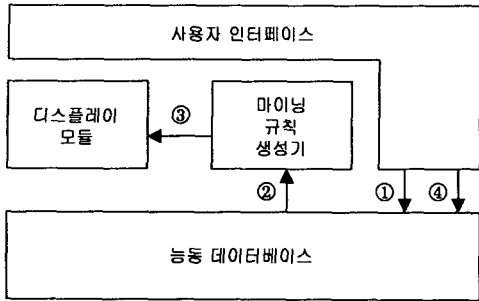 사용자 인터페이스
디스플레이
모듈
③
마이닝
규칙
생성기
②
①
④
능동 데이터베이스